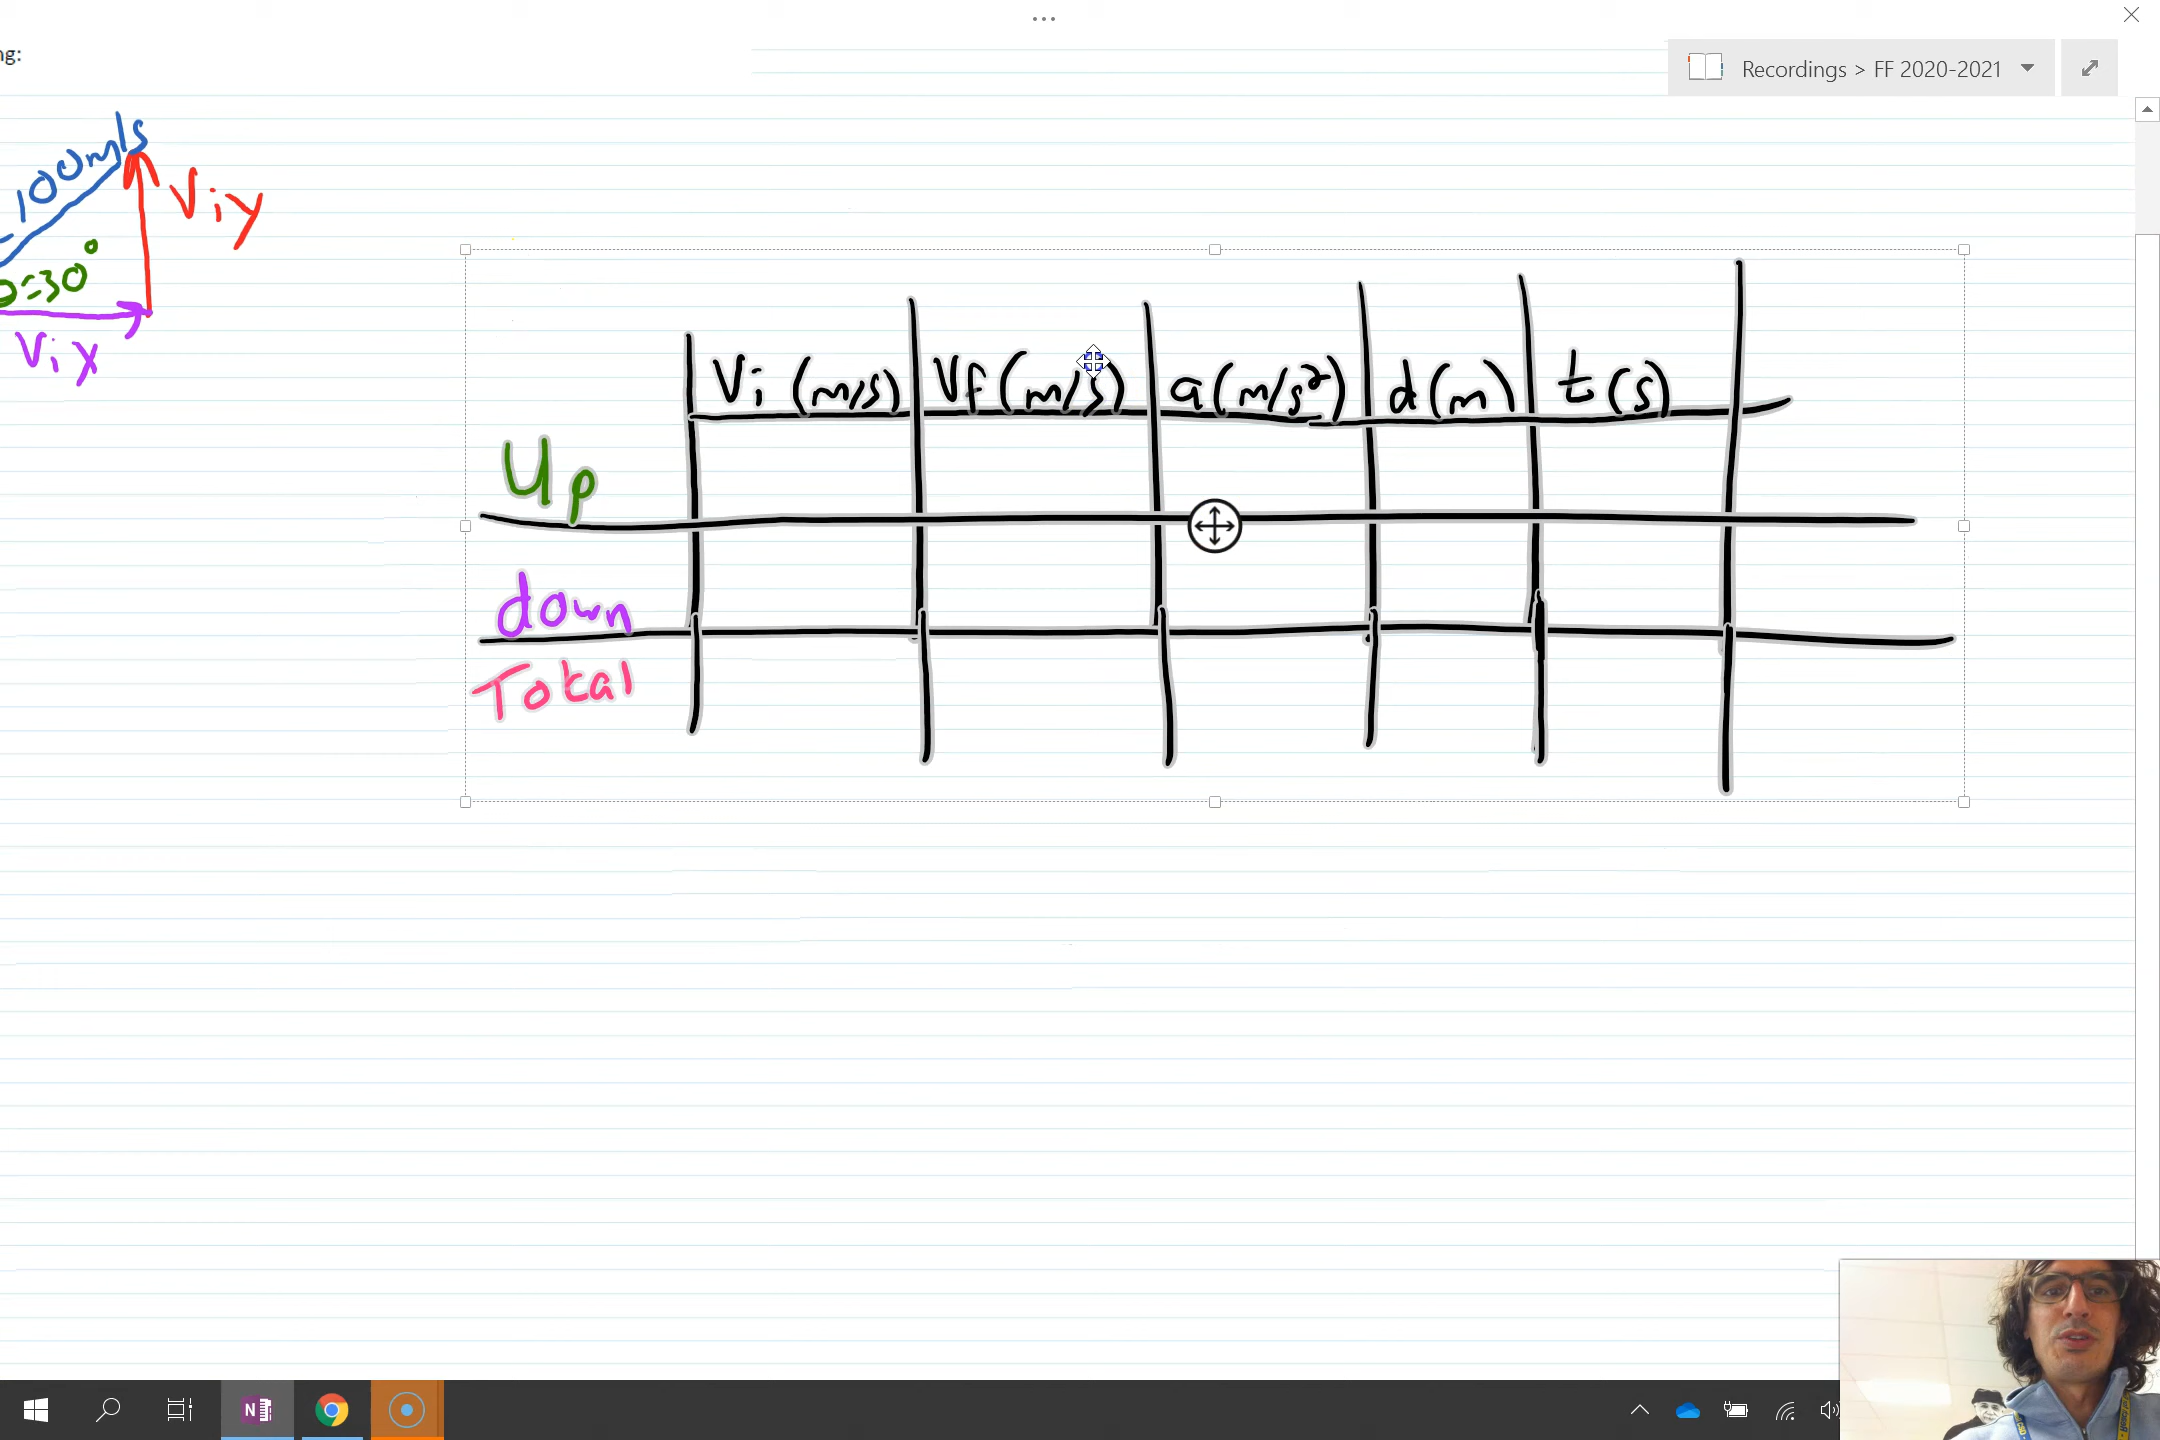 ng:
Recordings > FF 2020-2021
100m/s
Viy
θ=30°
Vix
Vi (m/s) Vf (m/s) a(m/s²) d(m) t(s)
Up
down
Total
N